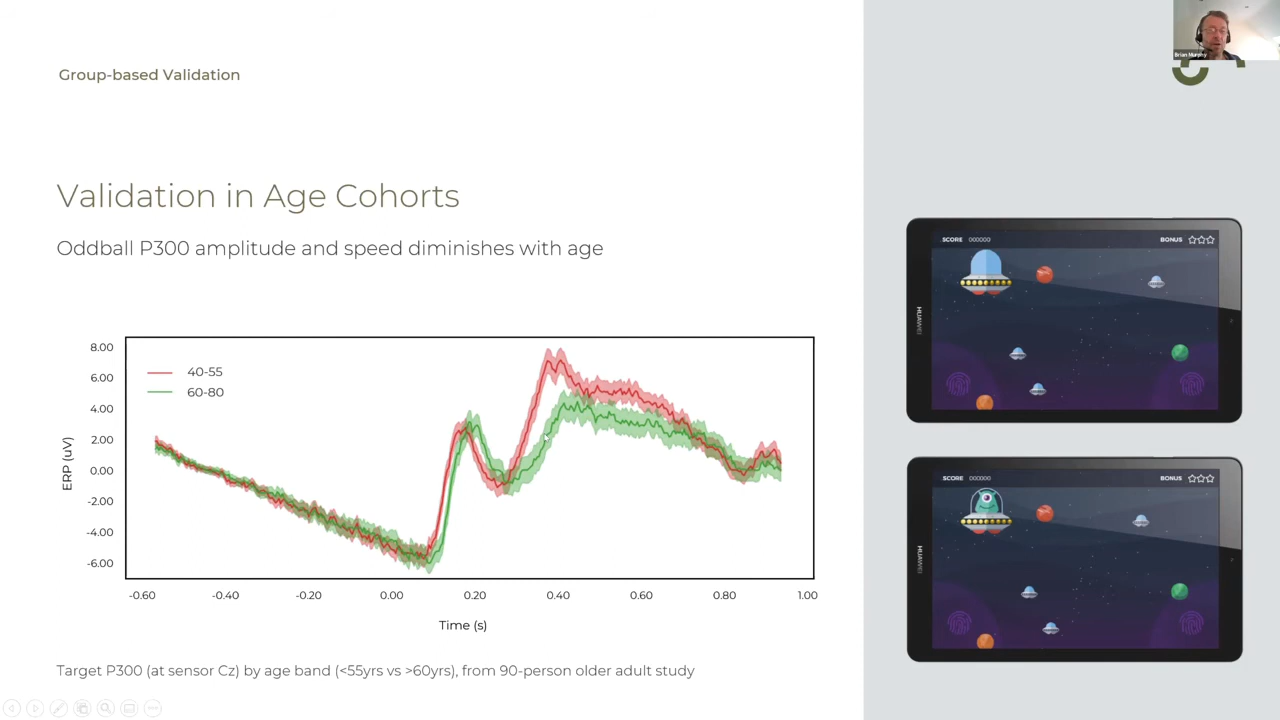 Brian Murphy
Group-based Validation
Validation in Age Cohorts
Oddball P300 amplitude and speed diminishes with age
8.00
6.00
4.00
2.00
0.00
-2.00
-4.00
-6.00
ERP (uV)
40-55
60-80
-0.60 -0.40 -0.20 0.00 0.20 0.40 0.60 0.80 1.00
Time (s)
Target P300 (at sensor Cz) by age band (<55yrs vs >60yrs), from 90-person older adult study
SCORE 000000 BONUS
HUAWEI
SCORE 000000 BONUS
HUAWEI